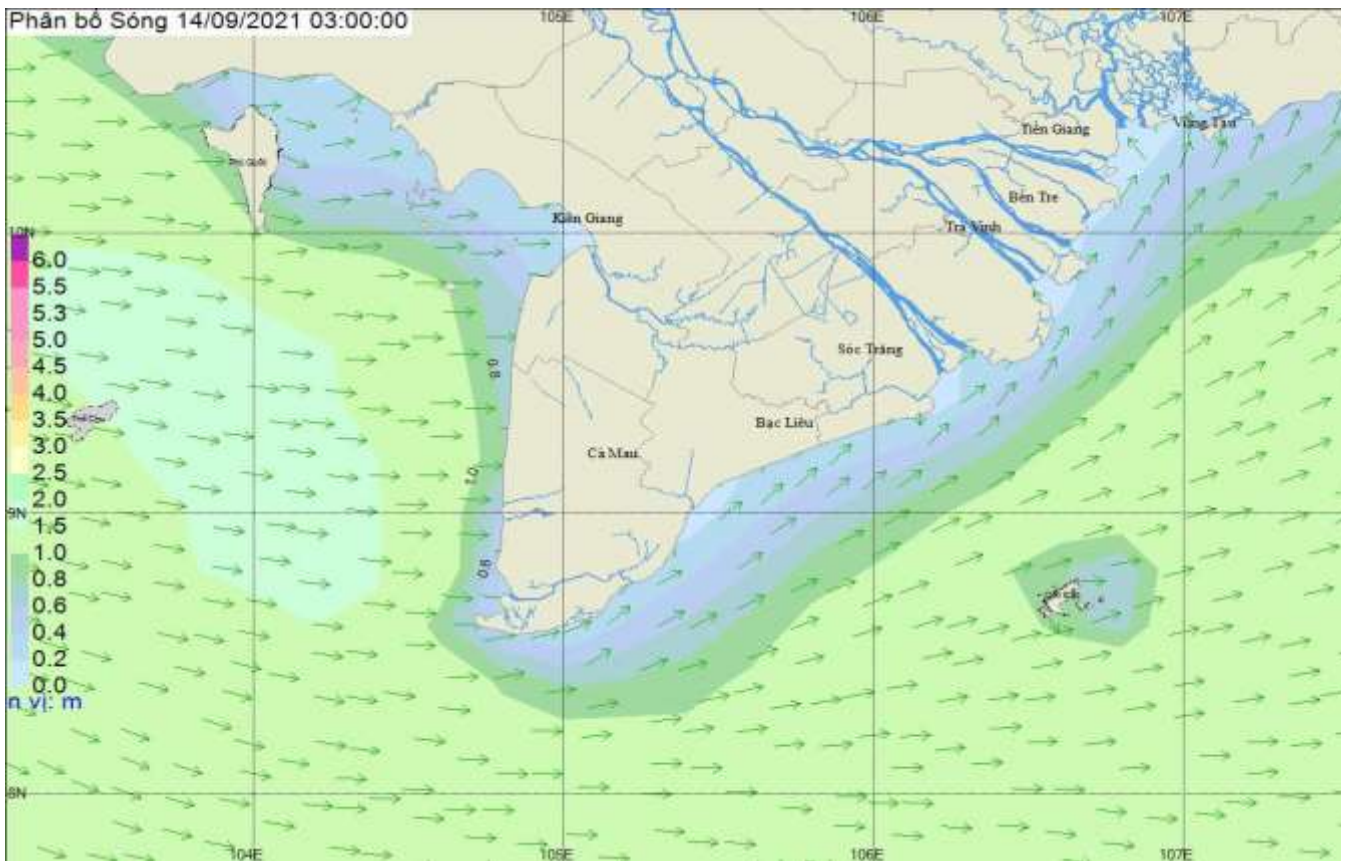 Phân bố Sóng 14/09/2021 03:00:00
105E
106E
107E
Tiền Giang
Vũng Tàu
Bến Tre
Kiên Giang
Trà Vinh
10N
6.0
5.5
5.3
5.0
4.5
4.0
3.5
3.0
2.5
2.0
1.5
1.0
0.8
0.6
0.4
0.2
0.0
n vị: m
0.8
Sóc Trăng
Bạc Liêu
Cà Mau
1.0
9N
8N
104E
105E
106E
107E